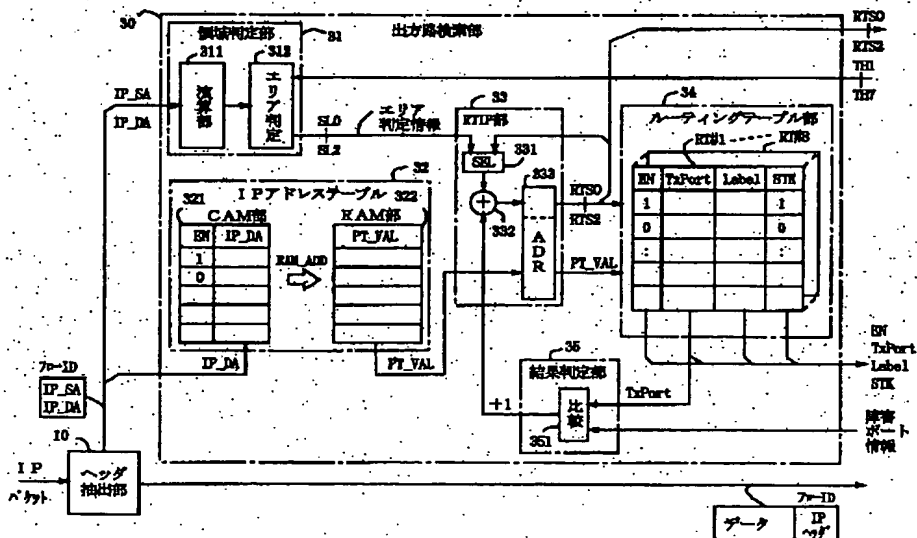 30
領域判定部
31
311
312
演算部
エリア判定
出方路検索部
RTS0
RTS2
TH1
TH7
IP_SA
IP_DA
SL0
SL2
エリア
判定情報
33
RTIP部
SEL
331
332
333
ADR
RTS0
RTS2
PT_VAL
34
ルーティングテーブル部
RT#1
RT#8
EN TxPort Label STK
1 1
0 0
: :
32
IPアドレステーブル
321
322
CAM部
RAM部
EN IP_DA
1
0
RAM_ADD
PT_VAL
IP_DA
PT_VAL
35
結果判定部
TxPort
+1
比較
351
EN
TxPort
Label
STK
障害
ポート
情報
フローID
IP_SA
IP_DA
10
IP
パケット
ヘッダ
抽出部
フローID
データ
IP
ヘッダ